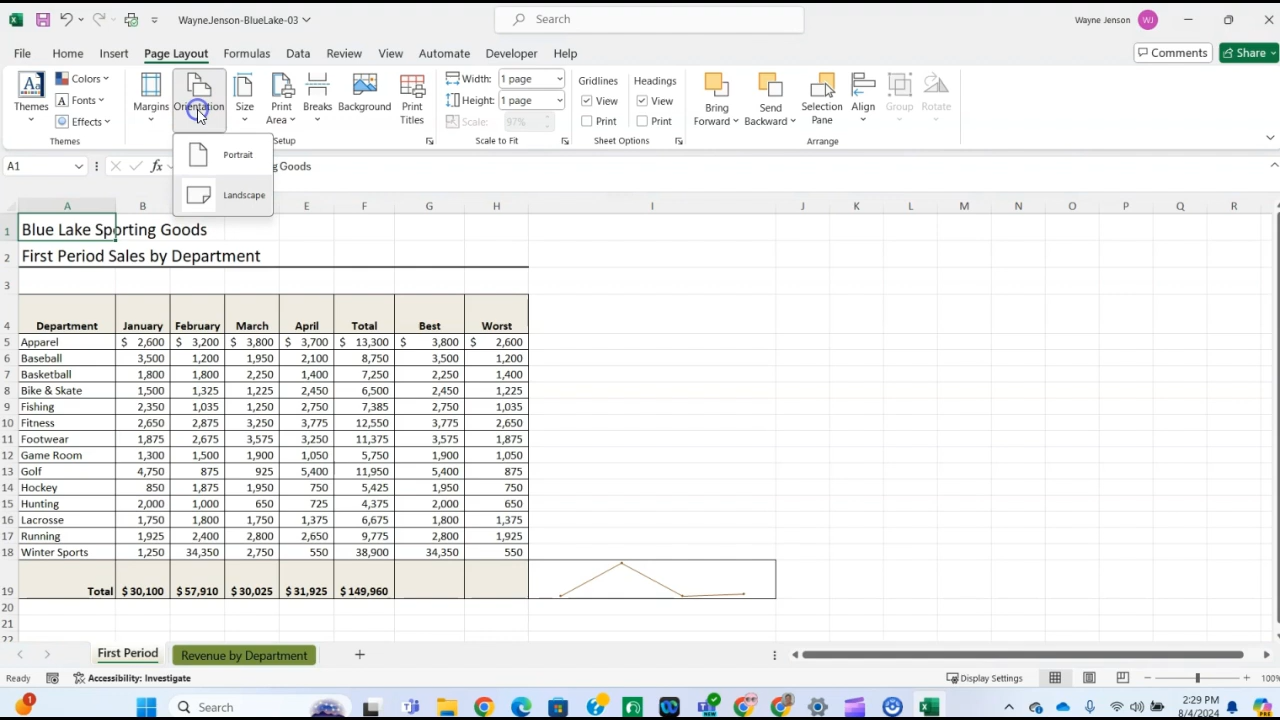 WayneJenson-BlueLake-03
Search
Wayne Jenson WJ
File Home Insert Page Layout Formulas Data Review View Automate Developer Help
Comments Share
Themes
Colors
Fonts
Effects
Themes
Margins
Orientation
Size
Print Area
Breaks
Background
Print Titles
Setup
Width: 1 page
Height: 1 page
Scale: 97%
Scale to Fit
Gridlines
View
Print
Headings
View
Print
Sheet Options
Bring Forward
Send Backward
Selection Pane
Align
Group
Rotate
Arrange
Portrait
Landscape
A1 fx g Goods
A B E F G H I J K L M N O P Q R
1 Blue Lake Sporting Goods
2 First Period Sales by Department
3
4 Department January February March April Total Best Worst
5 Apparel $ 2,600 $ 3,200 $ 3,800 $ 3,700 $ 13,300 $ 3,800 $ 2,600
6 Baseball 3,500 1,200 1,950 2,100 8,750 3,500 1,200
7 Basketball 1,800 1,800 2,250 1,400 7,250 2,250 1,400
8 Bike & Skate 1,500 1,325 1,225 2,450 6,500 2,450 1,225
9 Fishing 2,350 1,035 1,250 2,750 7,385 2,750 1,035
10 Fitness 2,650 2,875 3,250 3,775 12,550 3,775 2,650
11 Footwear 1,875 2,675 3,575 3,250 11,375 3,575 1,875
12 Game Room 1,300 1,500 1,900 1,050 5,750 1,900 1,050
13 Golf 4,750 875 925 5,400 11,950 5,400 875
14 Hockey 850 1,875 1,950 750 5,425 1,950 750
15 Hunting 2,000 1,000 650 725 4,375 2,000 650
16 Lacrosse 1,750 1,800 1,750 1,375 6,675 1,800 1,375
17 Running 1,925 2,400 2,800 2,650 9,775 2,800 1,925
18 Winter Sports 1,250 34,350 2,750 550 38,900 34,350 550
19 Total $ 30,100 $ 57,910 $ 30,025 $ 31,925 $ 149,960
20
21
22
First Period Revenue by Department
Ready Accessibility: Investigate Display Settings 100%
1 Search 2:29 PM
8/4/2024